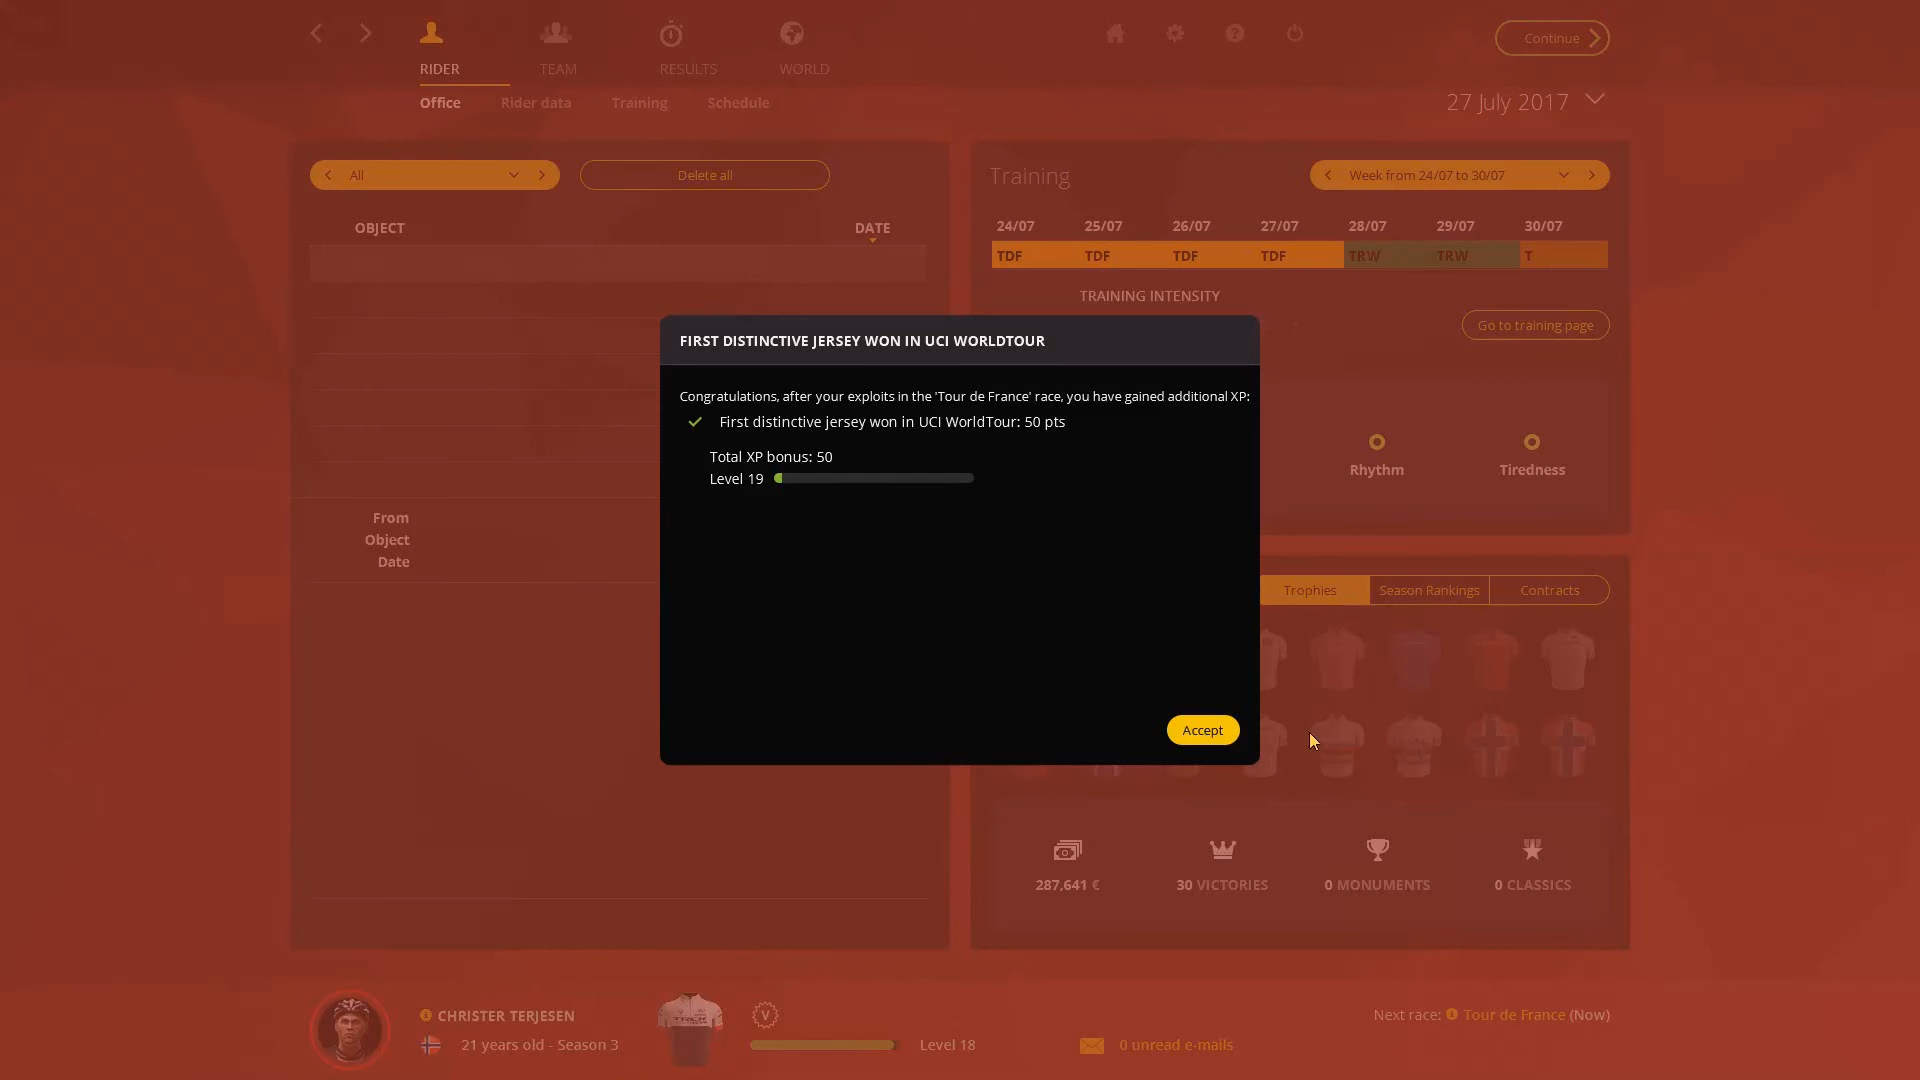 Continue
RIDER
TEAM
RESULTS
WORLD
Office
Rider data
Training
Schedule
27 July 2017
All
Delete all
OBJECT
DATE
Training
Week from 24/07 to 30/07
24/07 25/07 26/07 27/07 28/07 29/07 30/07
TDF TDF TDF TDF TRW TRW T
TRAINING INTENSITY
Go to training page
Rhythm
Tiredness
FIRST DISTINCTIVE JERSEY WON IN UCI WORLDTOUR
Congratulations, after your exploits in the 'Tour de France' race, you have gained additional XP:
First distinctive jersey won in UCI WorldTour: 50 pts
Total XP bonus: 50
Level 19
Accept
From
Object
Date
Trophies
Season Rankings
Contracts
287,641 €
30 VICTORIES
0 MONUMENTS
0 CLASSICS
CHRISTER TERJESEN
21 years old - Season 3
TREK
V
Level 18
0 unread e-mails
Next race: Tour de France (Now)